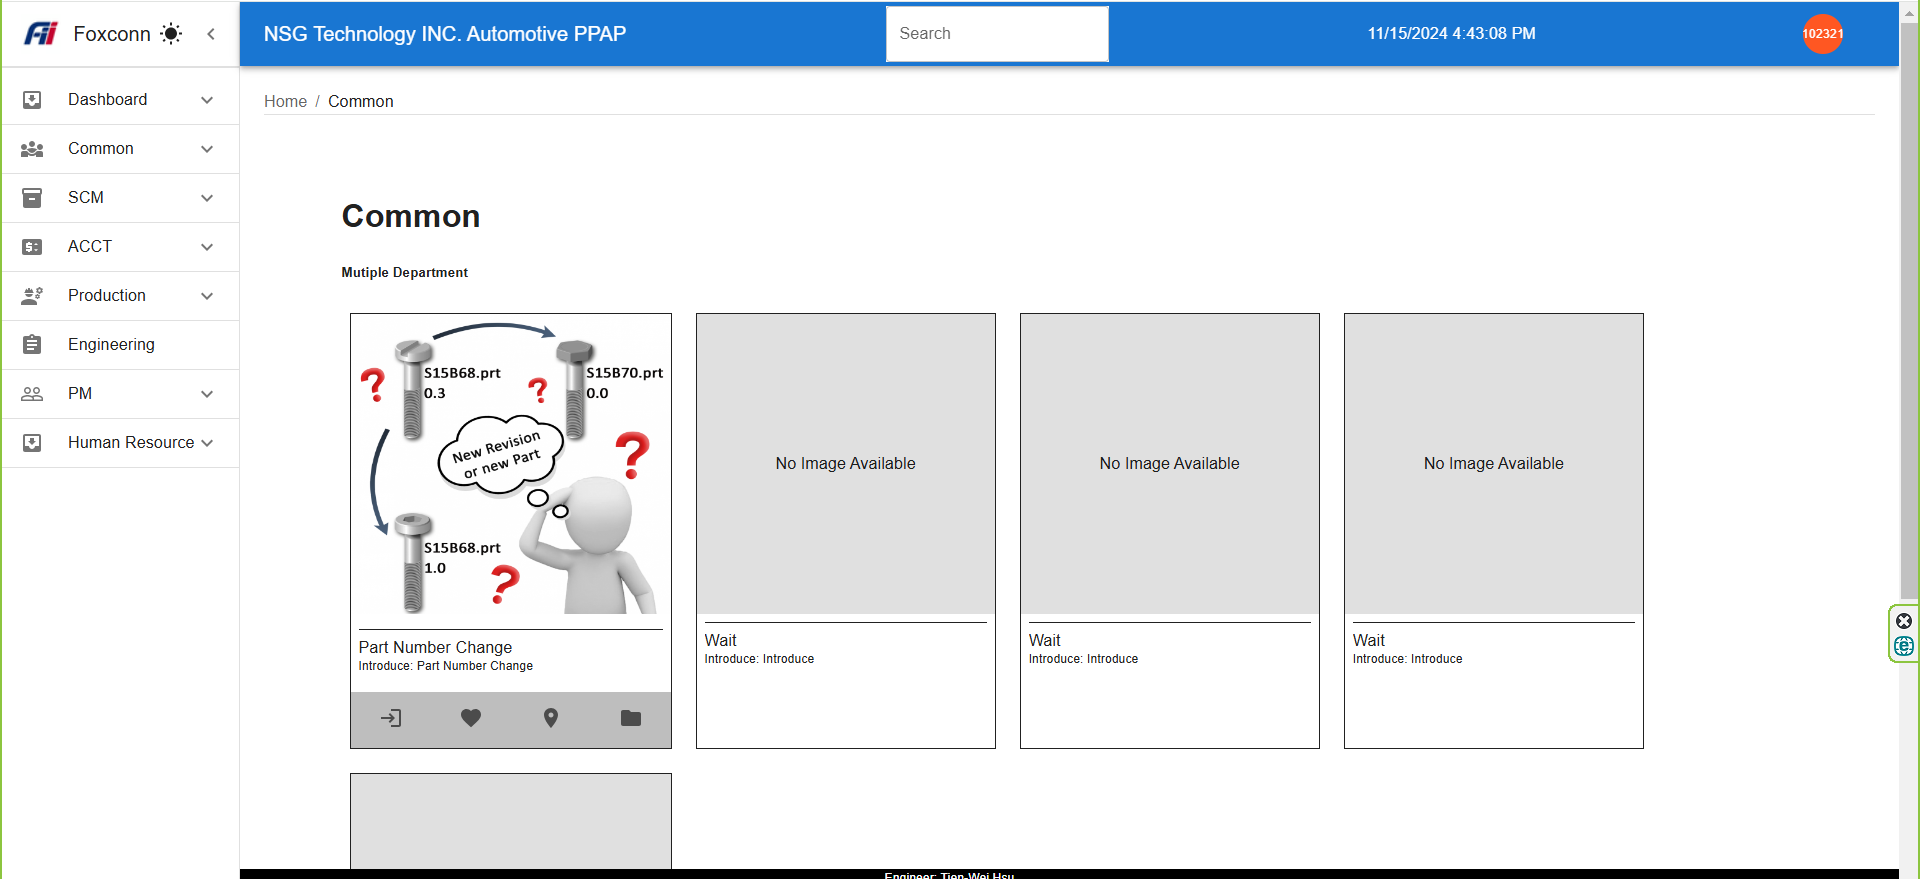 Foxconn
NSG Technology INC. Automotive PPAP
Search
11/15/2024 4:43:08 PM
102321
Dashboard
Common
SCM
ACCT
Production
Engineering
PM
Human Resource
Home / Common
Common
Mutiple Department
S15B68.prt
0.3
S15B70.prt
0.0
New Revision
or new Part
S15B68.prt
1.0
Part Number Change
Introduce: Part Number Change
No Image Available
Wait
Introduce: Introduce
No Image Available
Wait
Introduce: Introduce
No Image Available
Wait
Introduce: Introduce
Engineer: Tien-Wei Hsu